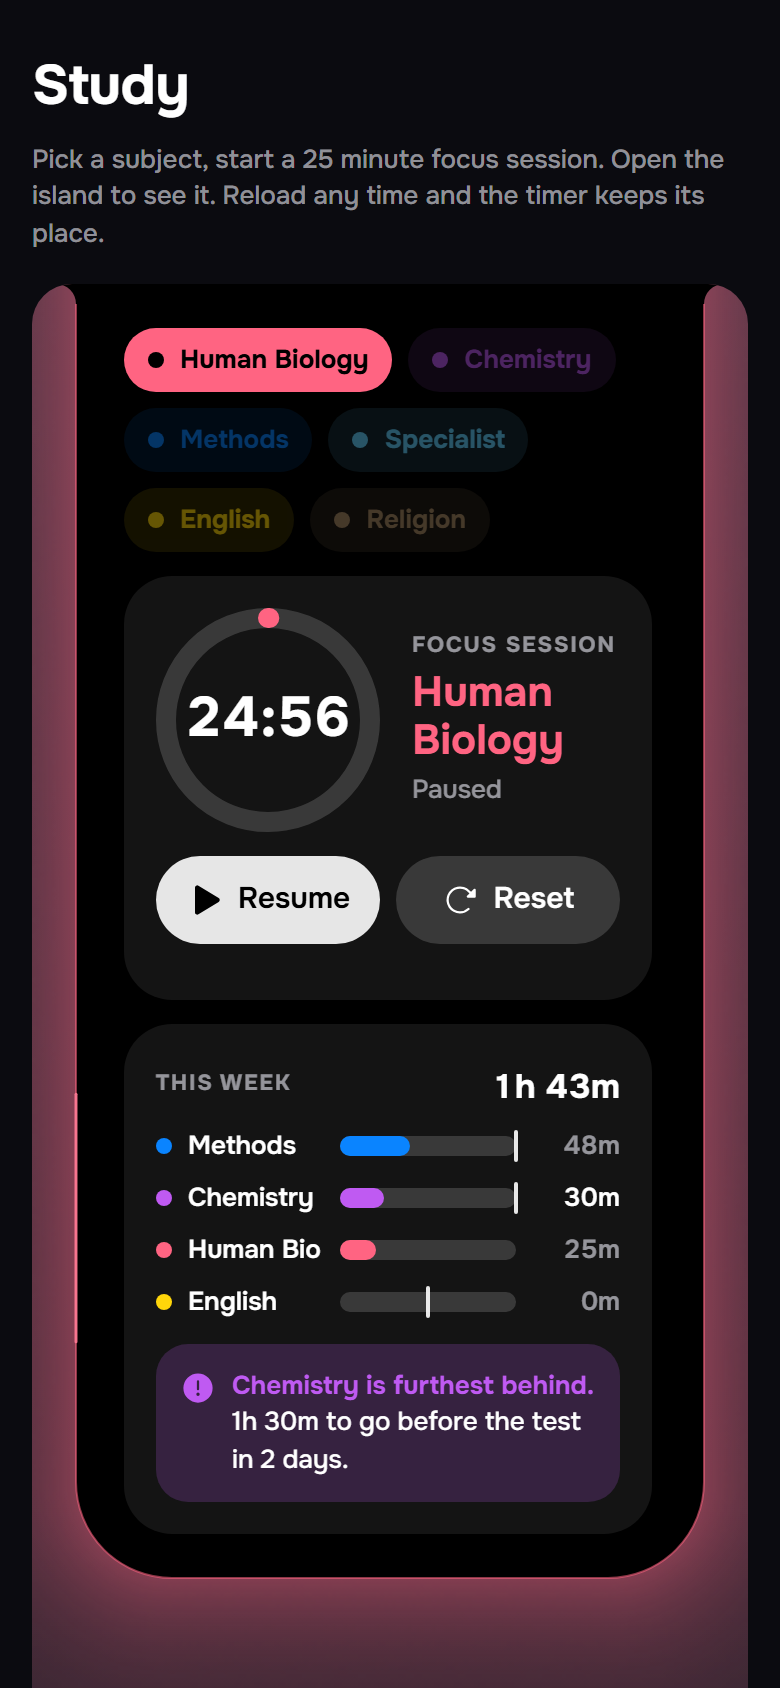 Study
Pick a subject, start a 25 minute focus session. Open the
island to see it. Reload any time and the timer keeps its
place.
Human Biology
Chemistry
Methods
Specialist
English
Religion
24:56
FOCUS SESSION
Human
Biology
Paused
Resume
Reset
THIS WEEK
1h 43m
Methods
48m
Chemistry
30m
Human Bio
25m
English
0m
Chemistry is furthest behind.
1h 30m to go before the test
in 2 days.